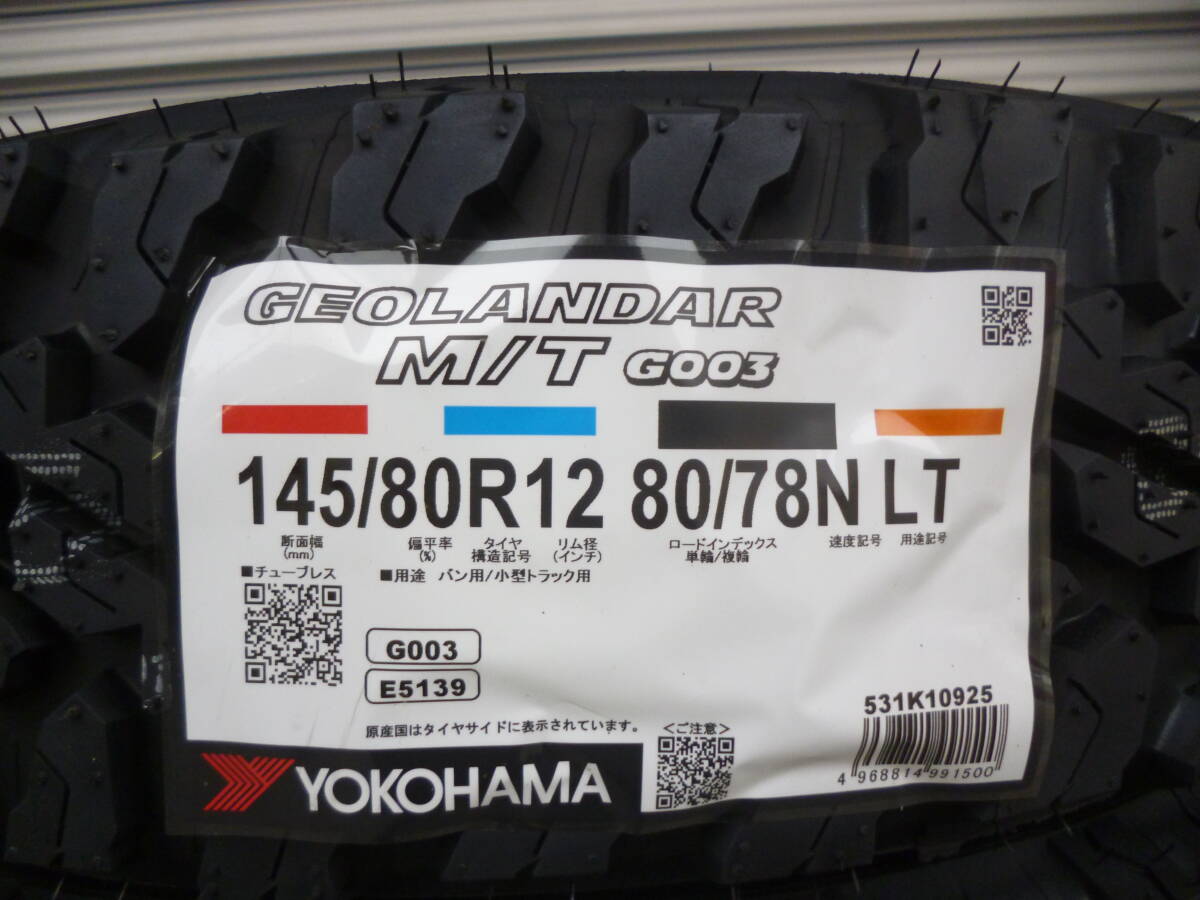 GEOLANDAR
M/T G003
145/80R12 80/78N LT
断面幅 (mm) 偏平率 (%) タイヤ構造記号 リム径 (インチ) ロードインデックス 単輪/複輪 速度記号 用途記号
■チューブレス ■用途 バン用/小型トラック用
G003
E5139
原産国はタイヤサイドに表示されています。
<ご注意>
531K10925
4 968814 991500
YOKOHAMA